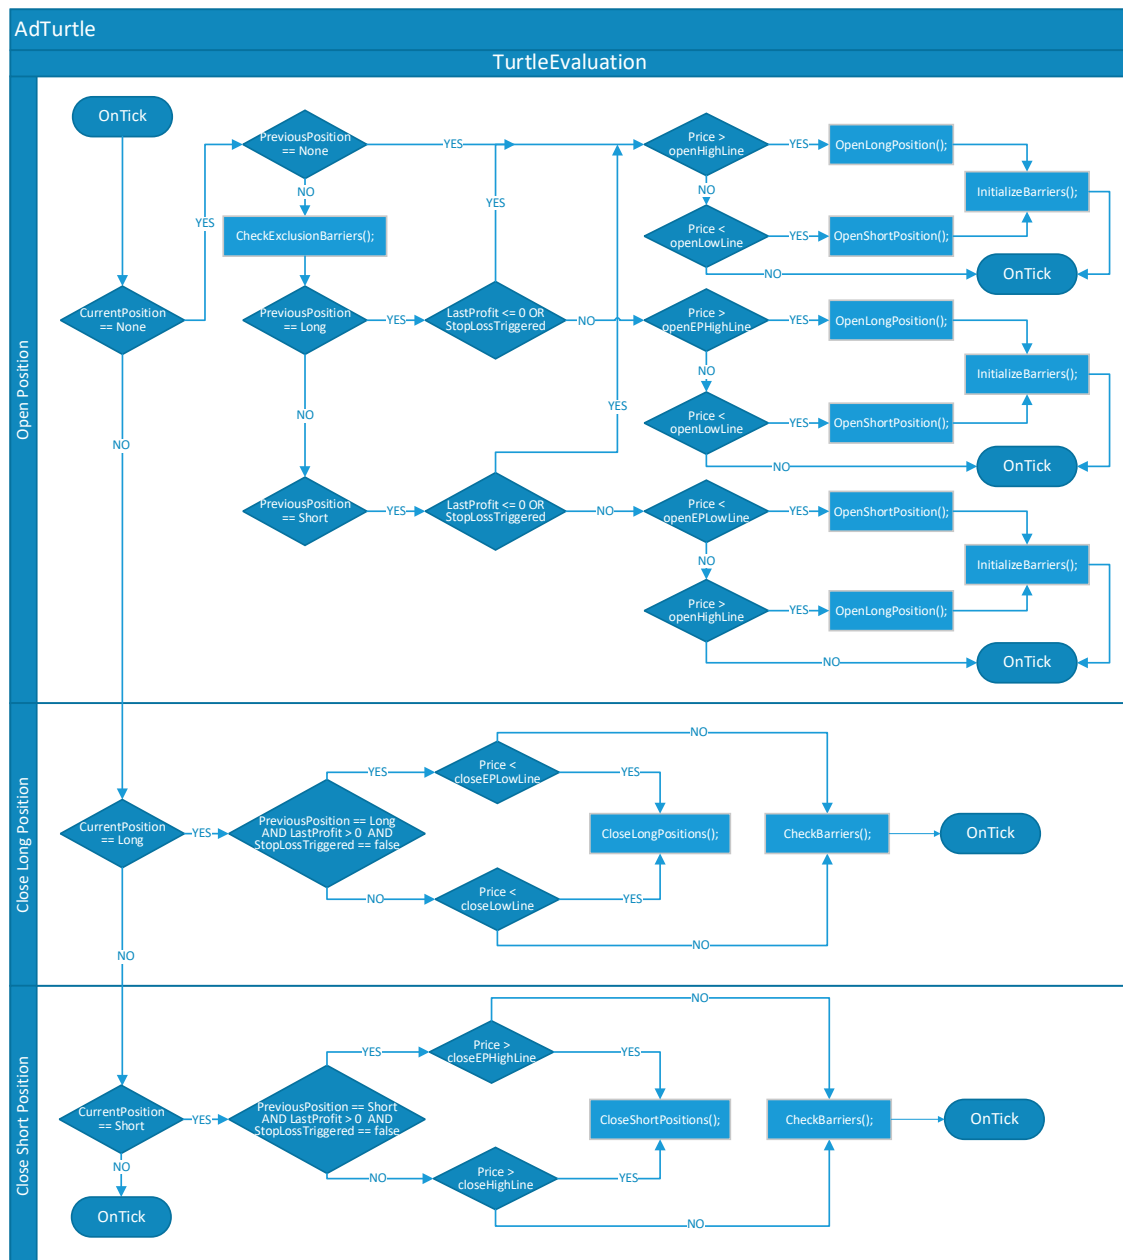 AdTurtle
TurtleEvaluation
Open Position
OnTick
PreviousPosition
== None
YES
Price >
openHighLine
YES
OpenLongPosition();
NO
NO
InitializeBarriers();
YES
YES
CheckExclusionBarriers();
Price <
openLowLine
YES
OpenShortPosition();
NO
OnTick
CurrentPosition
== None
PreviousPosition
== Long
YES
LastProfit <= 0 OR
StopLossTriggered
NO
Price >
openEPHighLine
YES
OpenLongPosition();
NO
InitializeBarriers();
NO
YES
Price <
openLowLine
YES
OpenShortPosition();
NO
NO
OnTick
PreviousPosition
== Short
YES
LastProfit <= 0 OR
StopLossTriggered
NO
Price <
openEPLowLine
YES
OpenShortPosition();
NO
InitializeBarriers();
Price >
openHighLine
YES
OpenLongPosition();
NO
OnTick
Close Long Position
NO
Price <
closeEPLowLine
YES
YES
CurrentPosition
== Long
YES
PreviousPosition == Long
AND LastProfit > 0  AND
StopLossTriggered == false
CloseLongPositions();
CheckBarriers();
OnTick
NO
Price <
closeLowLine
YES
NO
NO
Close Short Position
NO
YES
Price >
closeEPHighLine
YES
CurrentPosition
== Short
YES
PreviousPosition == Short
AND LastProfit > 0  AND
StopLossTriggered == false
CloseShortPositions();
CheckBarriers();
OnTick
NO
NO
Price >
closeHighLine
YES
OnTick
NO